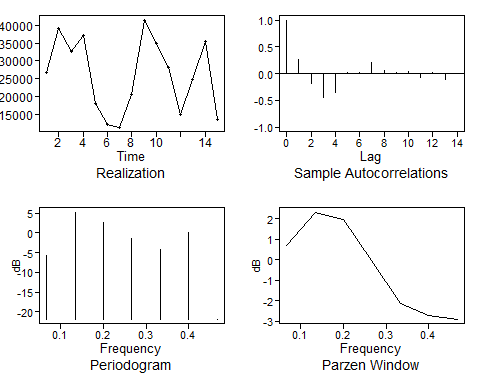 40000
35000
30000
25000
20000
15000
2 4 6 8 10 14
Time
Realization
1.0
0.5
0.0
-0.5
-1.0
0 2 4 6 8 10 12 14
Lag
Sample Autocorrelations
5
0
-5
-10
-15
-20
dB
0.1 0.2 0.3 0.4
Frequency
Periodogram
2
1
0
-1
-2
-3
dB
0.1 0.2 0.3 0.4
Frequency
Parzen Window